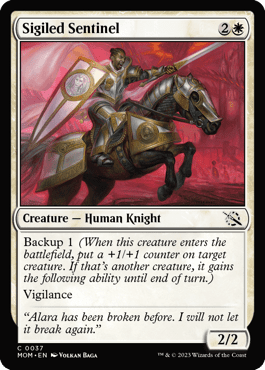 Sigiled Sentinel 2
Creature — Human Knight
Backup 1 (When this creature enters the
battlefield, put a +1/+1 counter on target
creature. If that's another creature, it gains
the following ability until end of turn.)
Vigilance
"Alara has been broken before. I will not let
it break again."
2/2
C 0037
MOM • EN VOLKAN BAGA
™ & © 2023 Wizards of the Coast